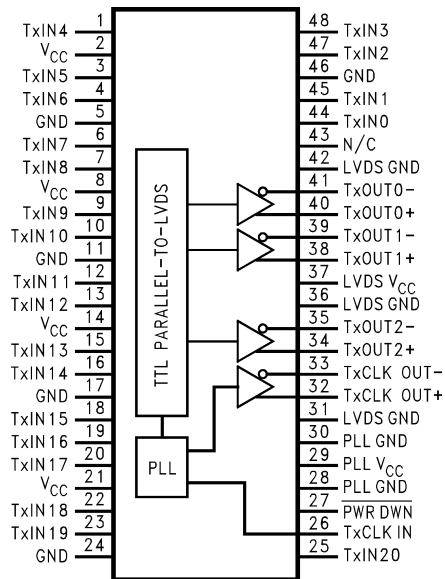 TxIN4 1
VCC 2
TxIN5 3
TxIN6 4
GND 5
TxIN7 6
TxIN8 7
VCC 8
TxIN9 9
TxIN10 10
GND 11
TxIN11 12
TxIN12 13
VCC 14
TxIN13 15
TxIN14 16
GND 17
TxIN15 18
TxIN16 19
TxIN17 20
VCC 21
TxIN18 22
TxIN19 23
GND 24
TTL PARALLEL-TO-LVDS
PLL
48 TxIN3
47 TxIN2
46 GND
45 TxIN1
44 TxIN0
43 N/C
42 LVDS GND
41 TxOUT0-
40 TxOUT0+
39 TxOUT1-
38 TxOUT1+
37 LVDS VCC
36 LVDS GND
35 TxOUT2-
34 TxOUT2+
33 TxCLK OUT-
32 TxCLK OUT+
31 LVDS GND
30 PLL GND
29 PLL VCC
28 PLL GND
27 PWR DWN
26 TxCLK IN
25 TxIN20